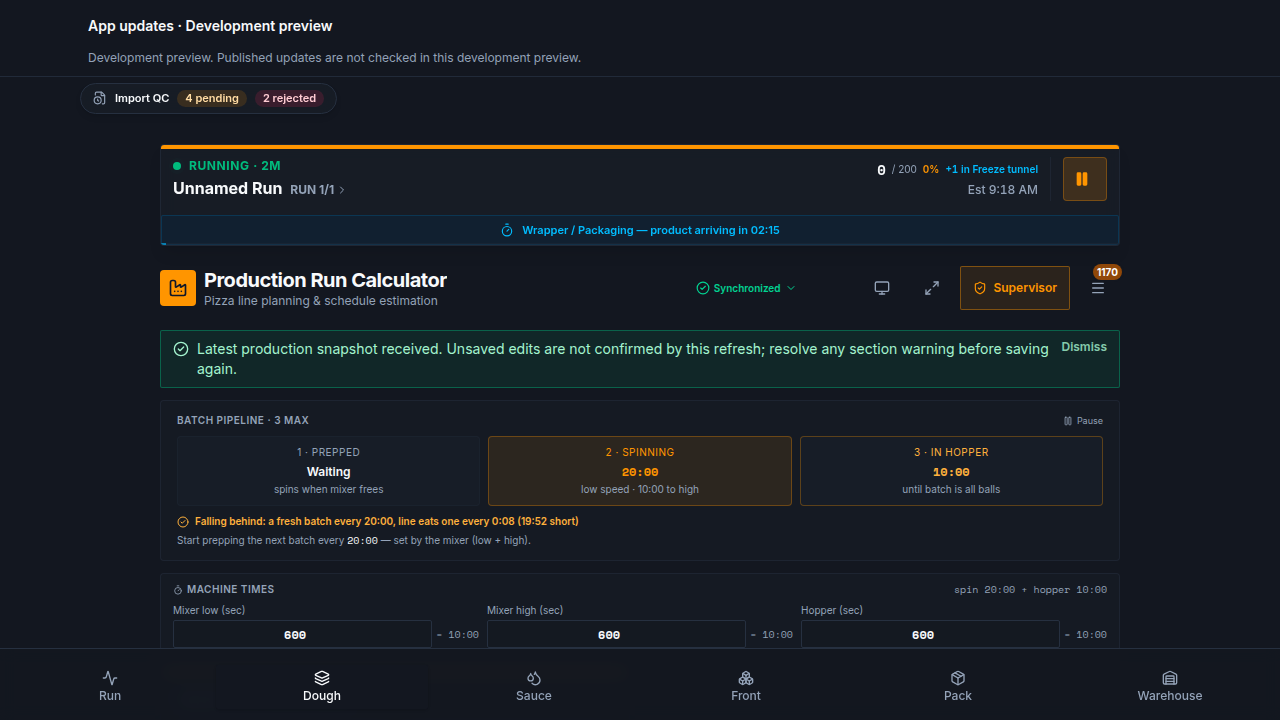 App updates · Development preview
Development preview. Published updates are not checked in this development preview.
Import QC 4 pending 2 rejected
RUNNING · 2M
0 / 200 0% +1 in Freeze tunnel
Unnamed Run RUN 1/1
Est 9:18 AM
Wrapper / Packaging — product arriving in 02:15
Production Run Calculator
Pizza line planning & schedule estimation
Synchronized
Supervisor
1170
Latest production snapshot received. Unsaved edits are not confirmed by this refresh; resolve any section warning before saving
again.
Dismiss
BATCH PIPELINE · 3 MAX
Pause
1 · PREPPED
Waiting
spins when mixer frees
2 · SPINNING
20:00
low speed · 10:00 to high
3 · IN HOPPER
10:00
until batch is all balls
Falling behind: a fresh batch every 20:00, line eats one every 0:08 (19:52 short)
Start prepping the next batch every 20:00 — set by the mixer (low + high).
MACHINE TIMES
spin 20:00 + hopper 10:00
Mixer low (sec)
600 = 10:00
Mixer high (sec)
600 = 10:00
Hopper (sec)
600 = 10:00
Run
Dough
Sauce
Front
Pack
Warehouse